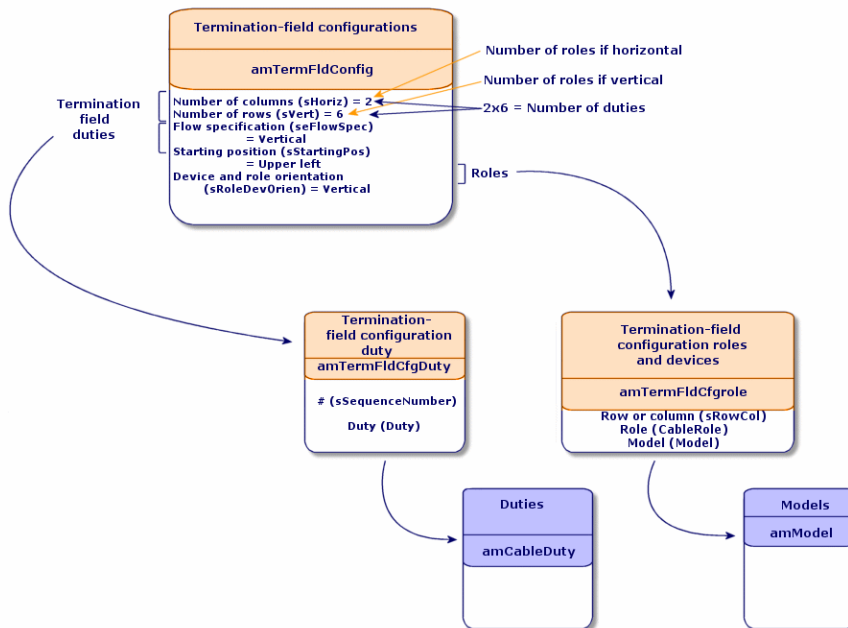 Termination-field configurations
amTermFldConfig
Number of columns (sHoriz) = 2
Number of rows (sVert) = 6
Flow specification (seFlowSpec)
= Vertical
Starting position (sStartingPos)
= Upper left
Device and role orientation
(sRoleDevOrien) = Vertical
Termination
field
duties
Number of roles if horizontal
Number of roles if vertical
2x6 = Number of duties
Roles
Termination-
field configuration
duty
amTermFldCfgDuty
# (sSequenceNumber)
Duty (Duty)
Termination-field
configuration roles
and devices
amTermFldCfgrole
Row or column (sRowCol)
Role (CableRole)
Model (Model)
Duties
amCableDuty
Models
amModel